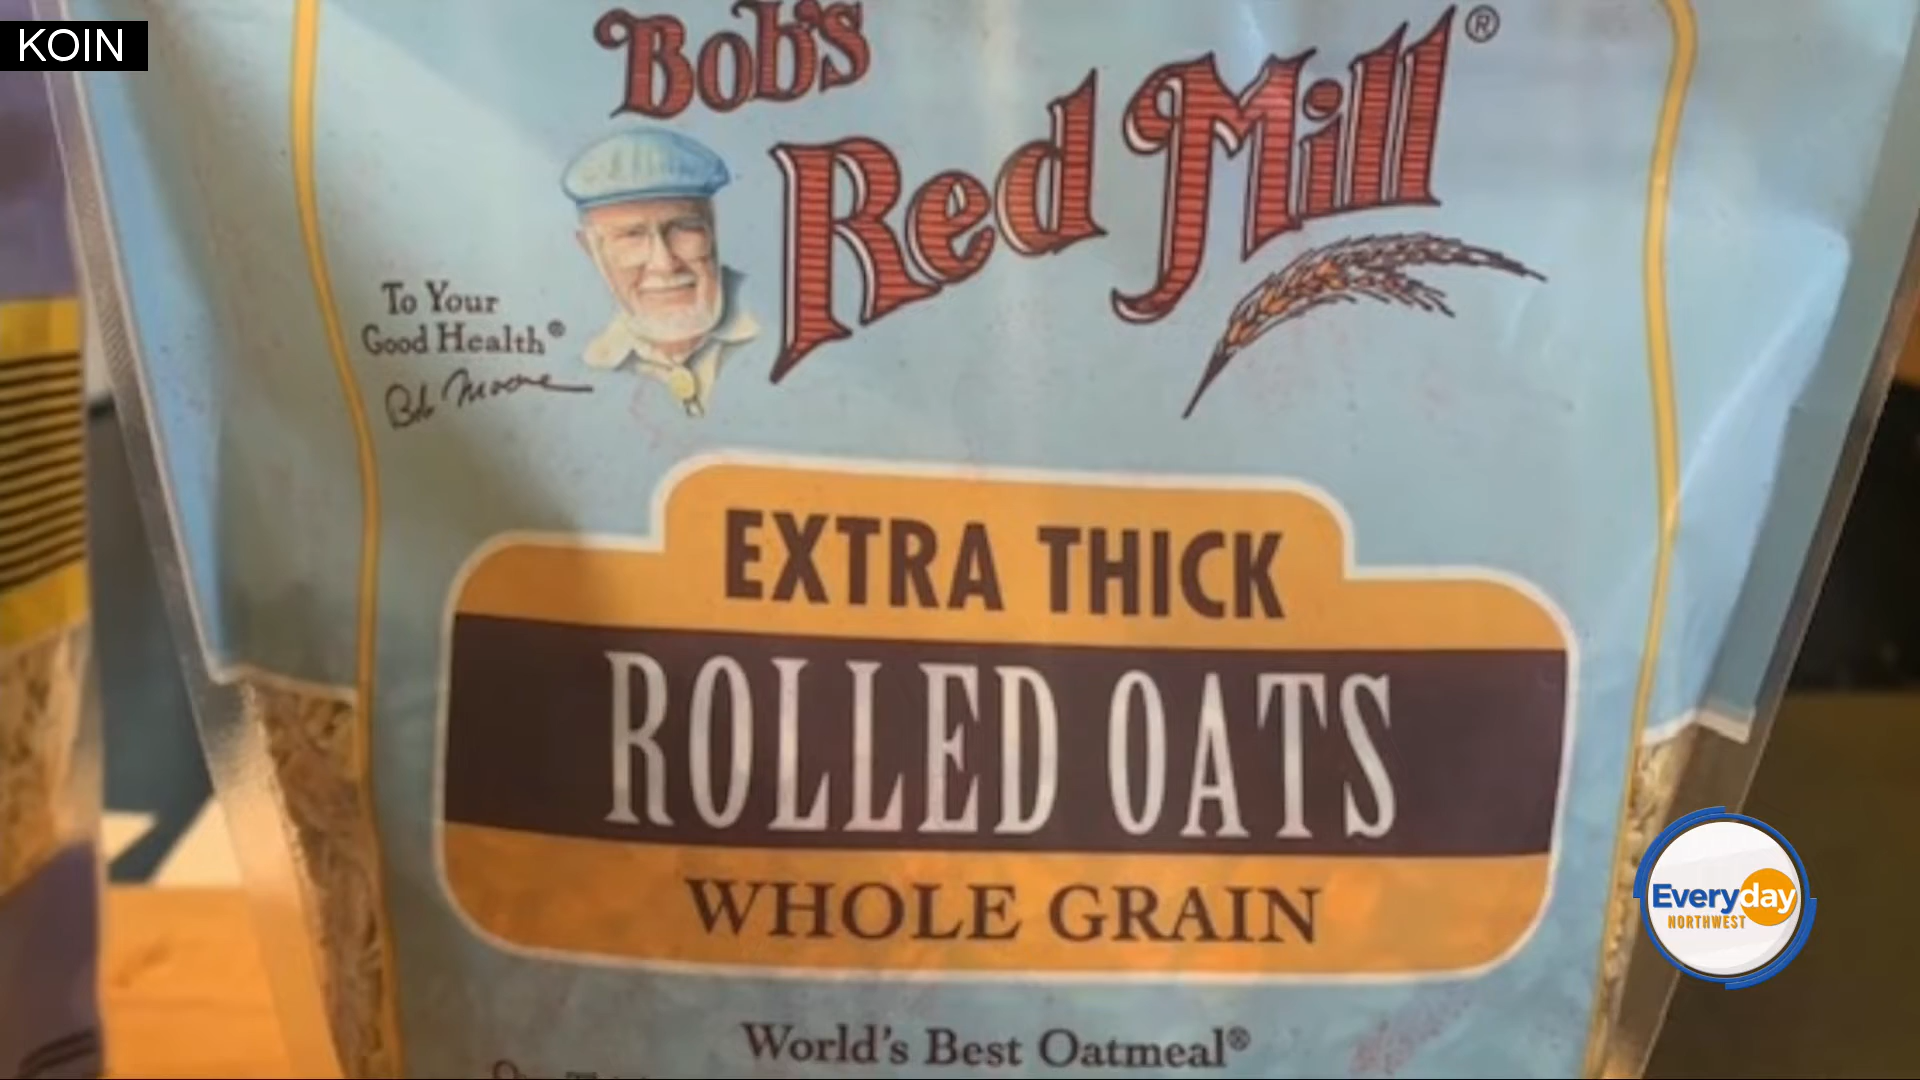 KOIN
Bob's
Red Mill®
To Your
Good Health®
Bob Moore
EXTRA THICK
ROLLED OATS
WHOLE GRAIN
World's Best Oatmeal®
Everyday
NORTHWEST